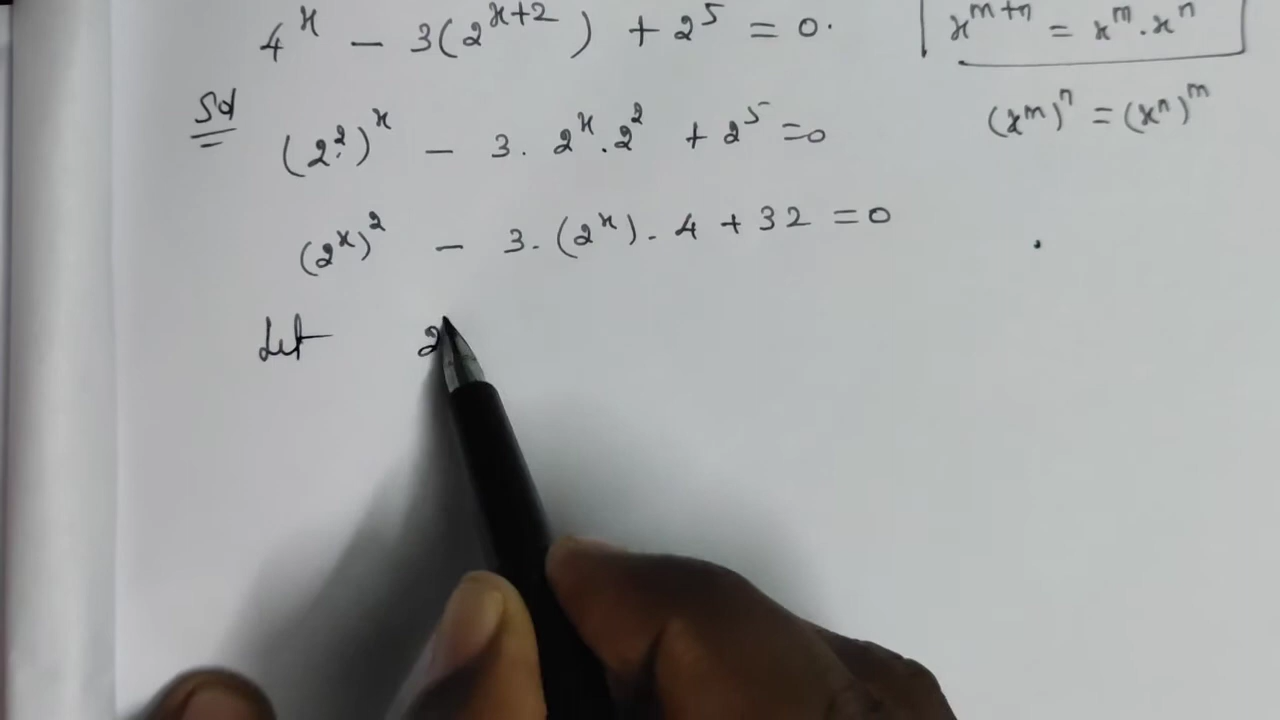 4^x - 3(2^{x+2}) + 2^5 = 0.
x^{m+n} = x^m . x^n
(x^m)^n = (x^n)^m
Sol
(2^2)^x - 3. 2^x . 2^2 + 2^5 = 0
(2^x)^2 - 3. (2^x). 4 + 32 = 0
Let 2